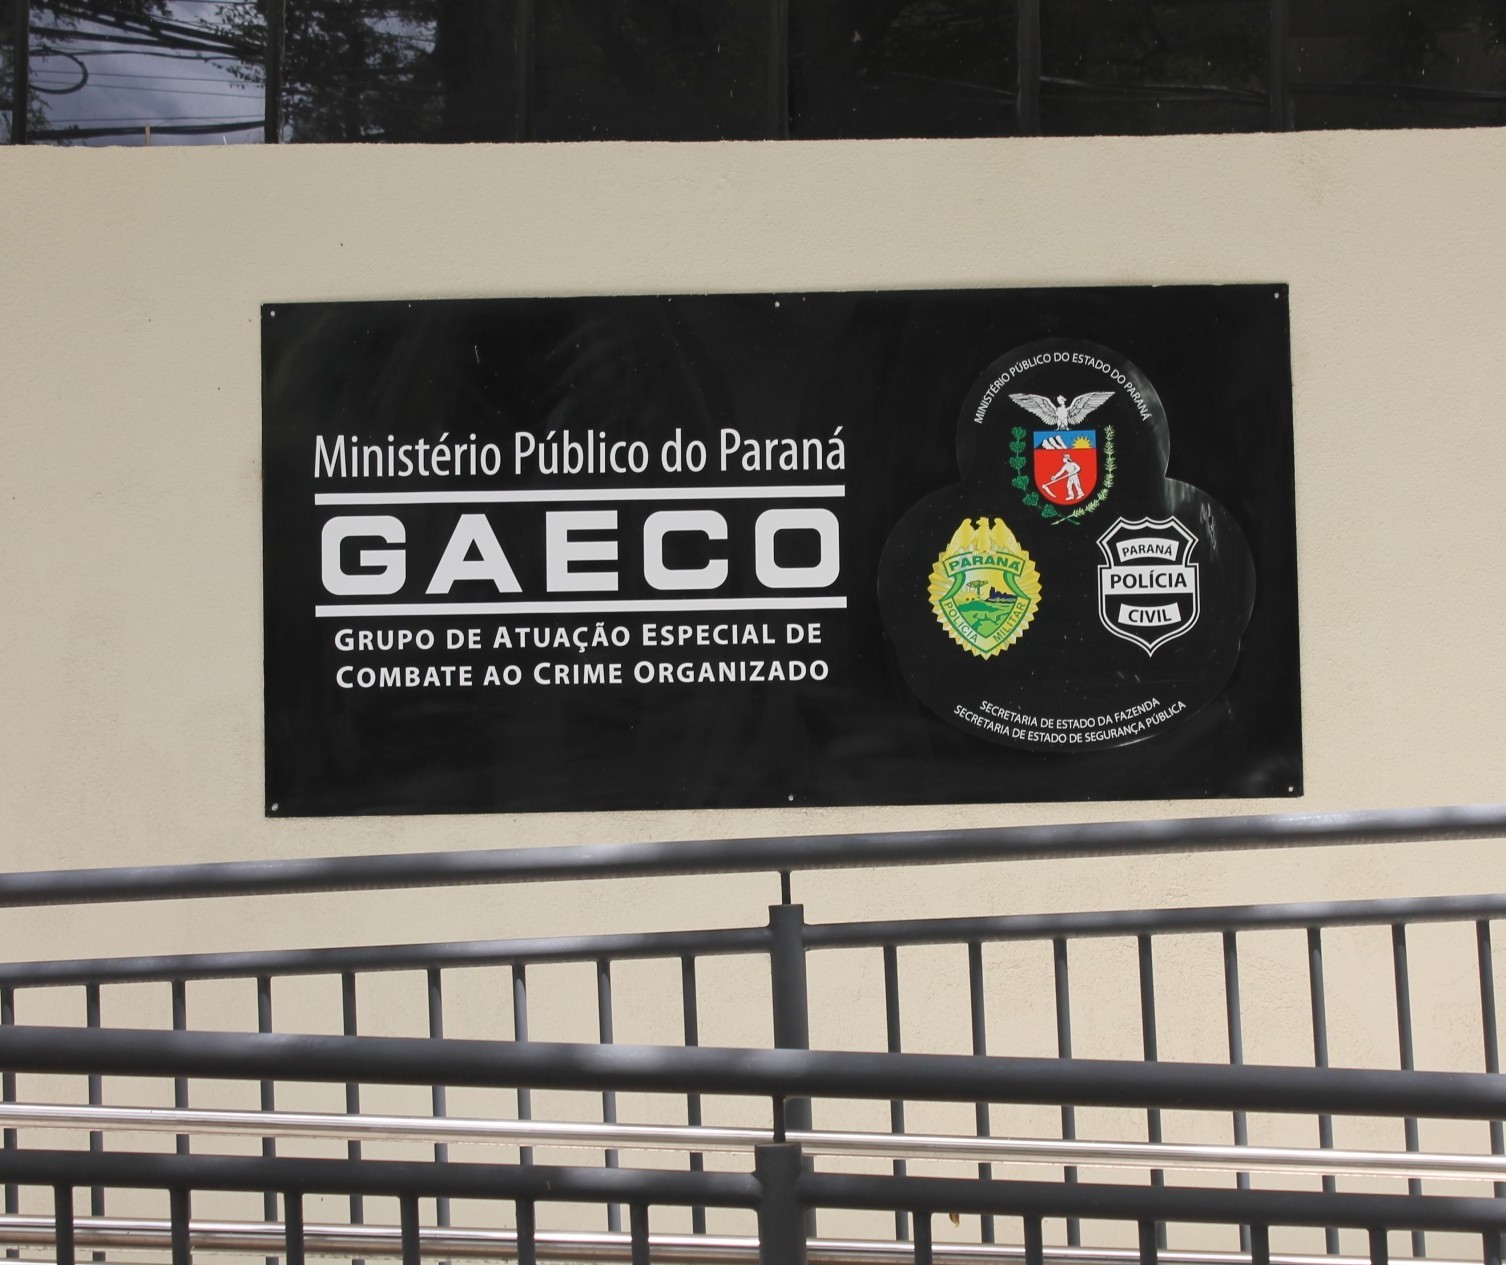 Ministério Público do Paraná
GAECO
GRUPO DE ATUAÇÃO ESPECIAL DE
COMBATE AO CRIME ORGANIZADO
MINISTÉRIO PÚBLICO DO ESTADO DO PARANÁ
PARANÁ
POLÍCIA MILITAR
PARANÁ
POLÍCIA
CIVIL
SECRETARIA DE ESTADO DA FAZENDA
SECRETARIA DE ESTADO DE SEGURANÇA PÚBLICA